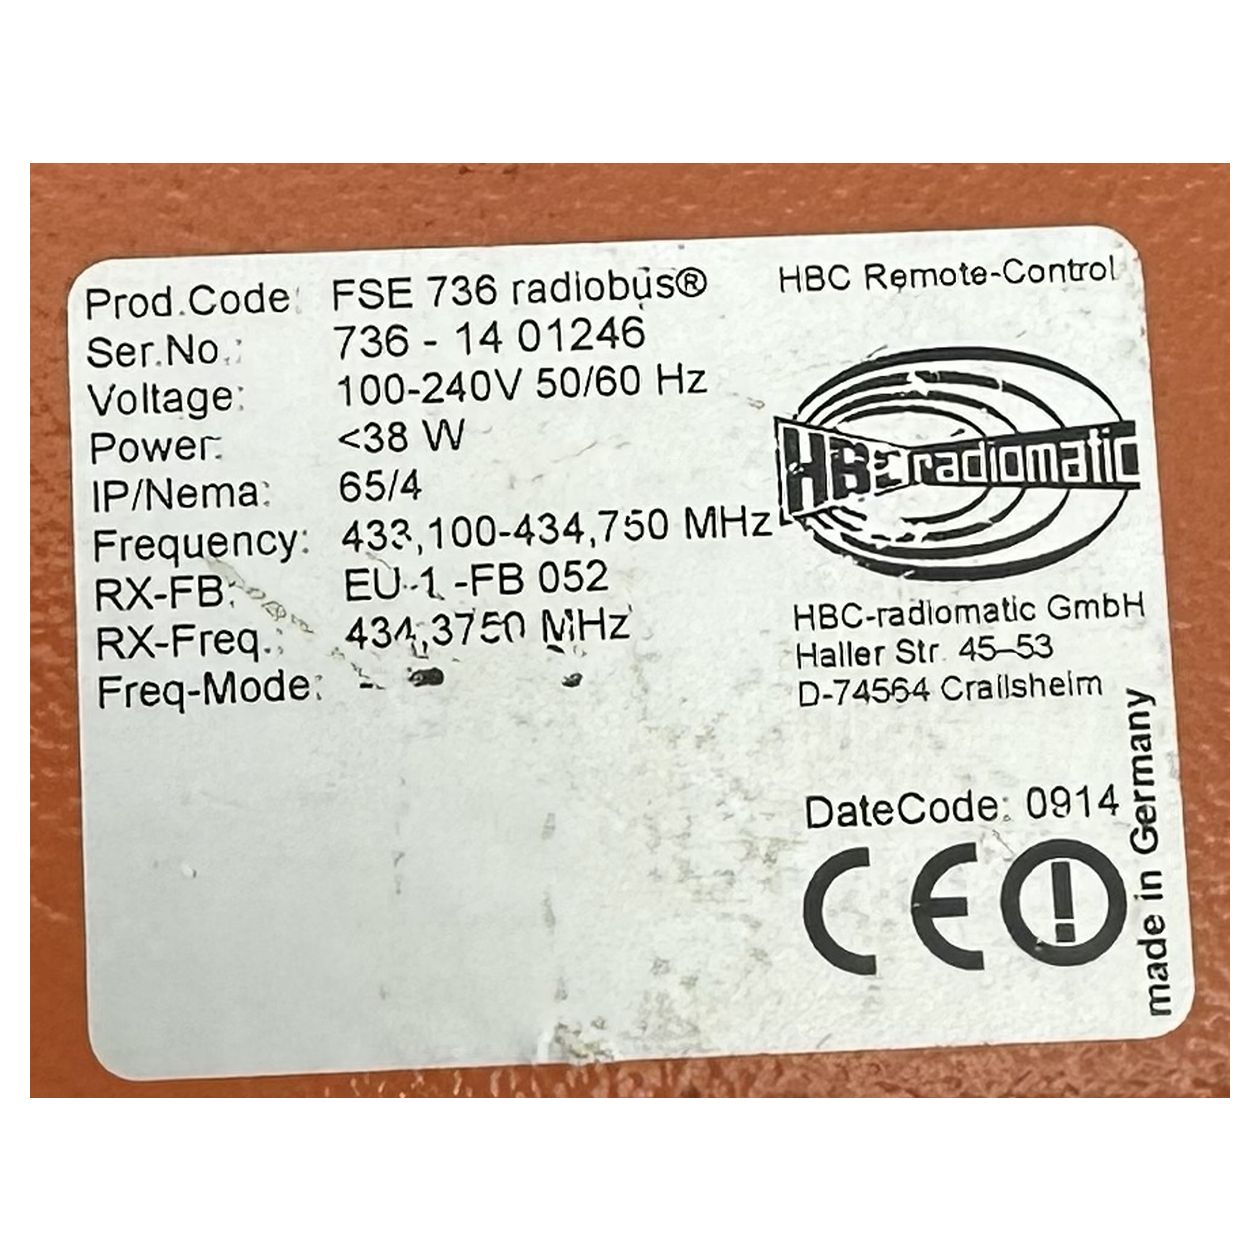 Prod.Code: FSE 736 radiobus®
Ser.No.: 736 - 14 01246
Voltage: 100-240V 50/60 Hz
Power: <38 W
IP/Nema: 65/4
Frequency: 433,100-434,750 MHz
RX-FB: EU-1 -FB 052
RX-Freq.: 434,3750 MHz
Freq-Mode:
HBC Remote-Control
HBC radiomatic
HBC-radiomatic GmbH
Haller Str. 45–53
D-74564 Crailsheim
DateCode: 0914
CE
made in Germany